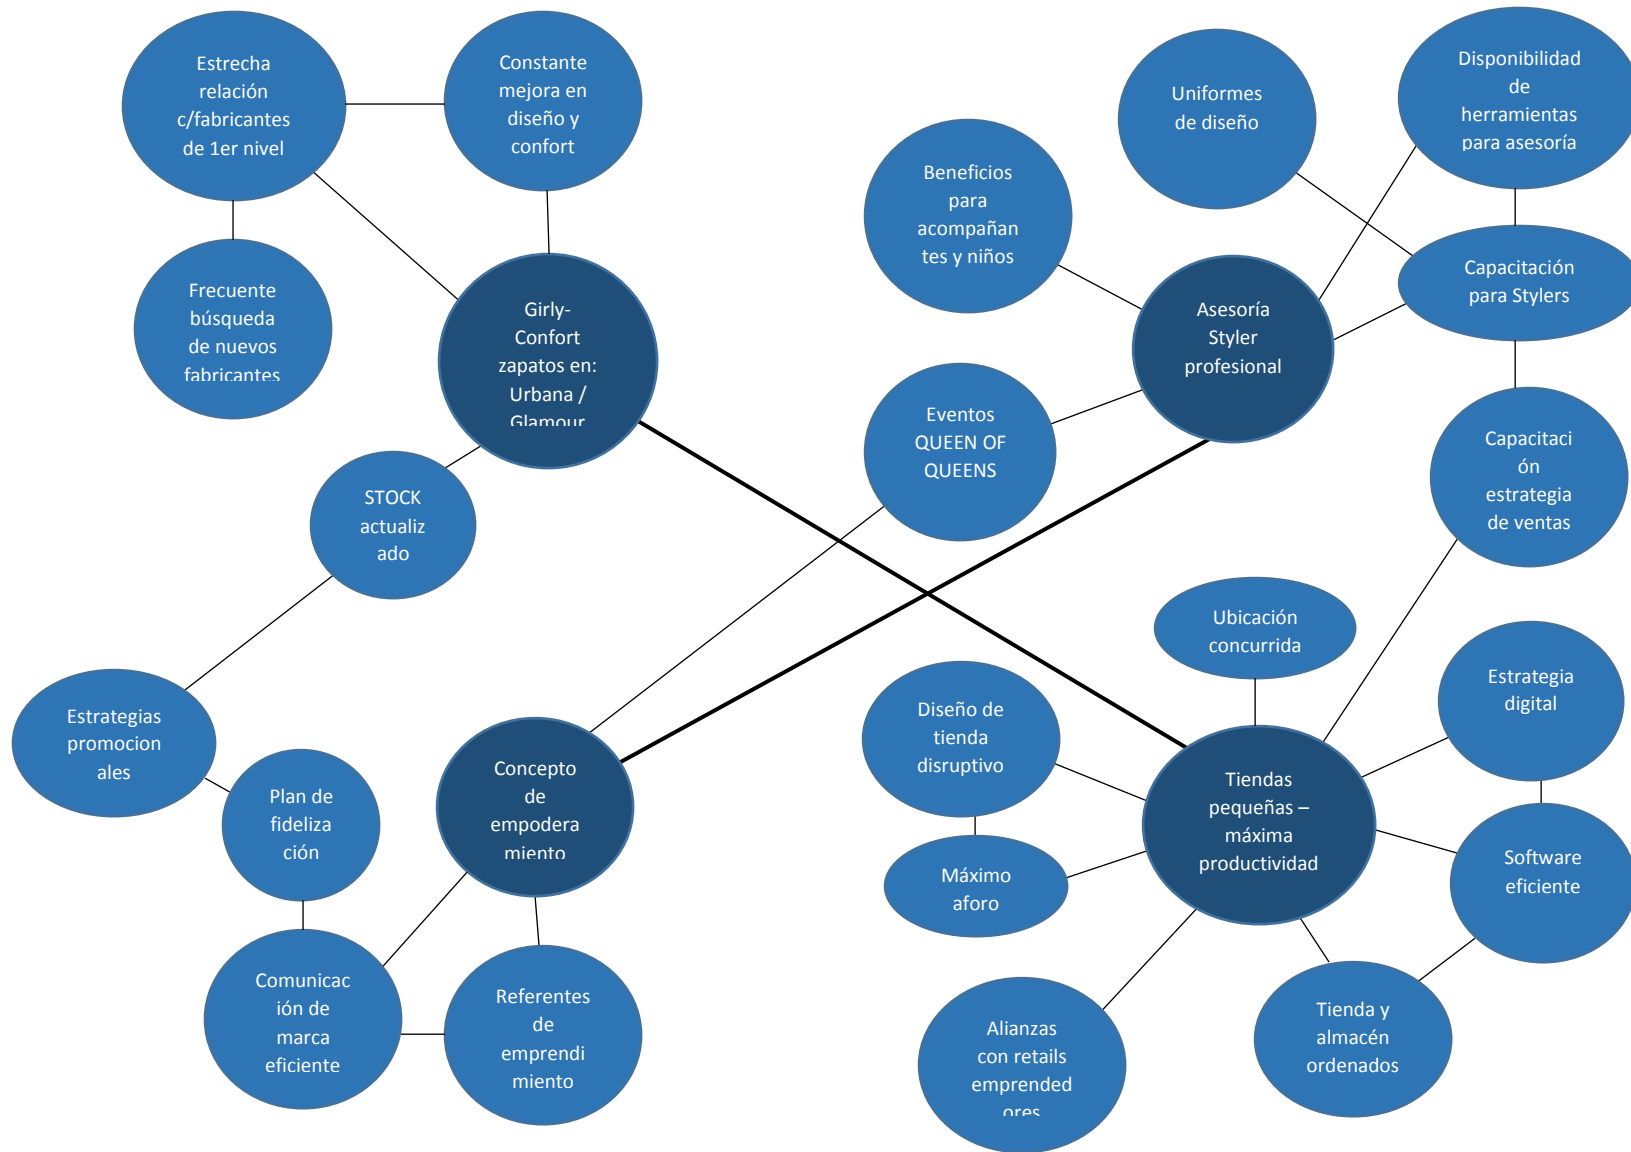 Estrecha
relación
c/fabricantes
de 1er nivel
Constante
mejora en
diseño y
confort
Uniformes
de diseño
Disponibilidad
de
herramientas
para asesoría
Beneficios
para
acompañan
tes y niños
Capacitación
para Stylers
Frecuente
búsqueda
de nuevos
fabricantes
Girly-
Confort
zapatos en:
Urbana /
Glamour
Asesoría
Styler
profesional
Eventos
QUEEN OF
QUEENS
Capacitaci
ón
estrategia
de ventas
STOCK
actualiz
ado
Ubicación
concurrida
Estrategias
promocion
ales
Plan de
fideliza
ción
Concepto
de
empodera
miento
Diseño de
tienda
disruptivo
Tiendas
pequeñas –
máxima
productividad
Estrategia
digital
Software
eficiente
Máximo
aforo
Comunicac
ión de
marca
eficiente
Referentes
de
emprendi
miento
Alianzas
con retails
emprended
ores
Tienda y
almacén
ordenados